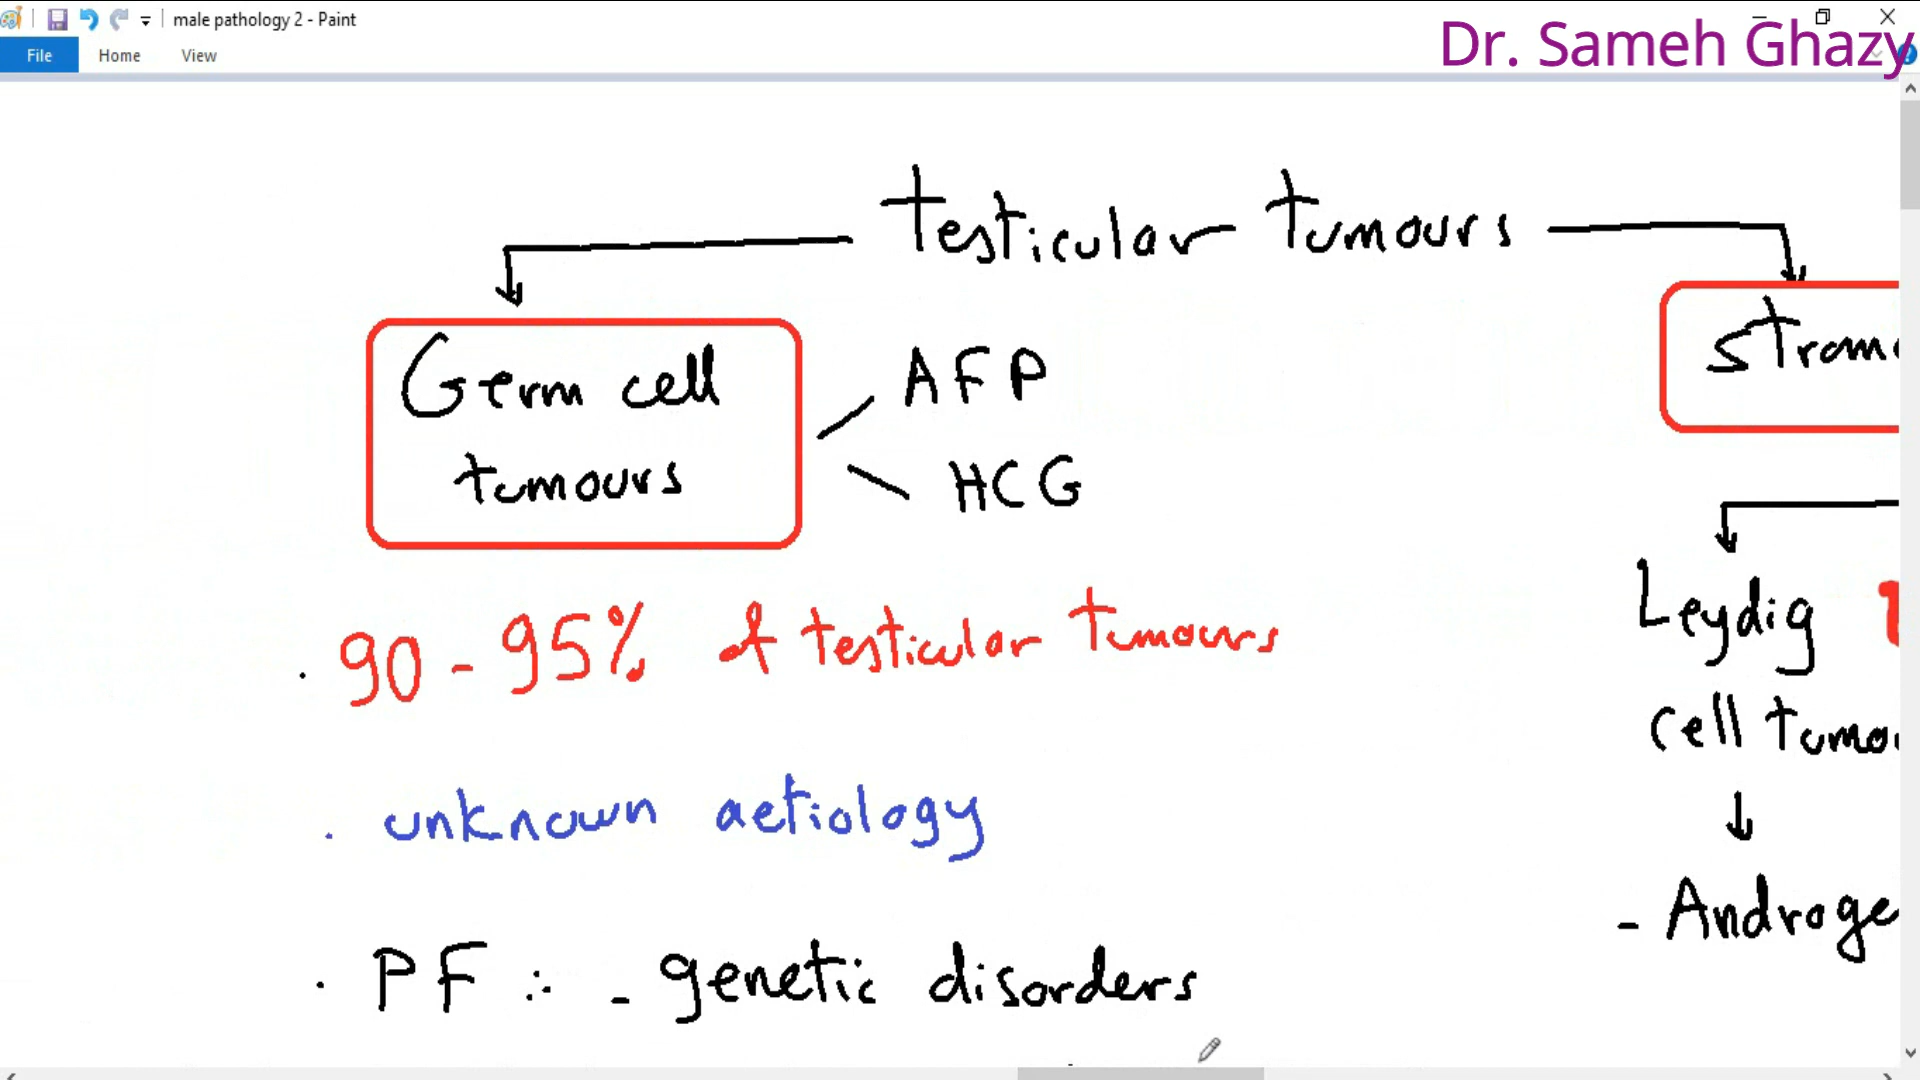 male pathology 2 - Paint
Dr. Sameh Ghazy
File Home View
Testicular Tumours
Germ cell
tumours
AFP
HCG
. 90 - 95% of testicular tumours
. unknown aetiology
. PF :- - genetic disorders
Leydig
cell
- Androge